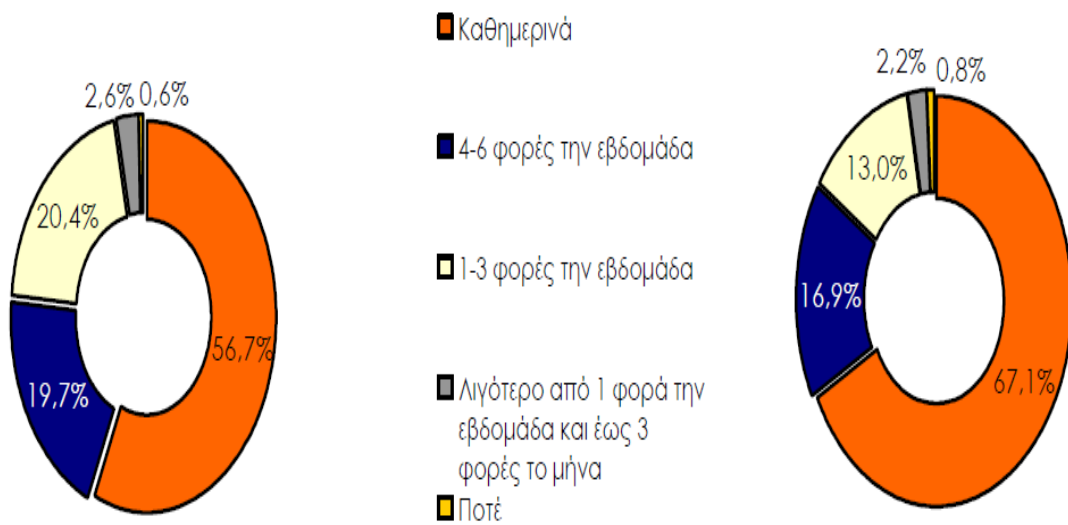 2,6%
0,6%
20,4%
56,7%
19,7%
Καθημερινά
4-6 φορές την εβδομάδα
1-3 φορές την εβδομάδα
Λιγότερο από 1 φορά την
εβδομάδα και έως 3
φορές το μήνα
Ποτέ
2,2%
0,8%
13,0%
16,9%
67,1%